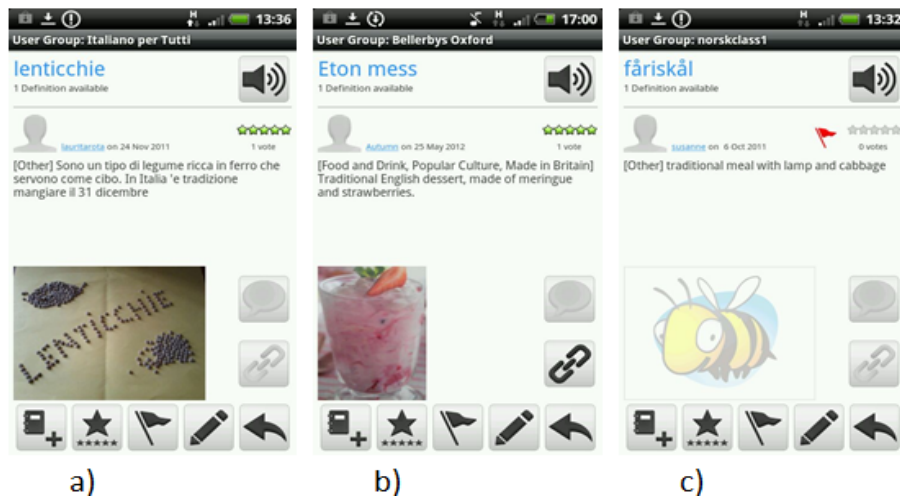 H 13:36
User Group: Italiano per Tutti
lenticchie
1 Definition available
lauritarota on 24 Nov 2011
1 vote
[Other] Sono un tipo di legume ricca in ferro che
servono come cibo. In Italia 'e tradizione
mangiare il 31 dicembre
LENTICCHIE
a)
H 17:00
User Group: Bellerbys Oxford
Eton mess
1 Definition available
Autumn on 25 May 2012
1 vote
[Food and Drink, Popular Culture, Made in Britain]
Traditional English dessert, made of meringue
and strawberries.
b)
H 13:32
User Group: norskclass1
fåriskål
1 Definition available
susanne on 6 Oct 2011
0 votes
[Other] traditional meal with lamp and cabbage
c)